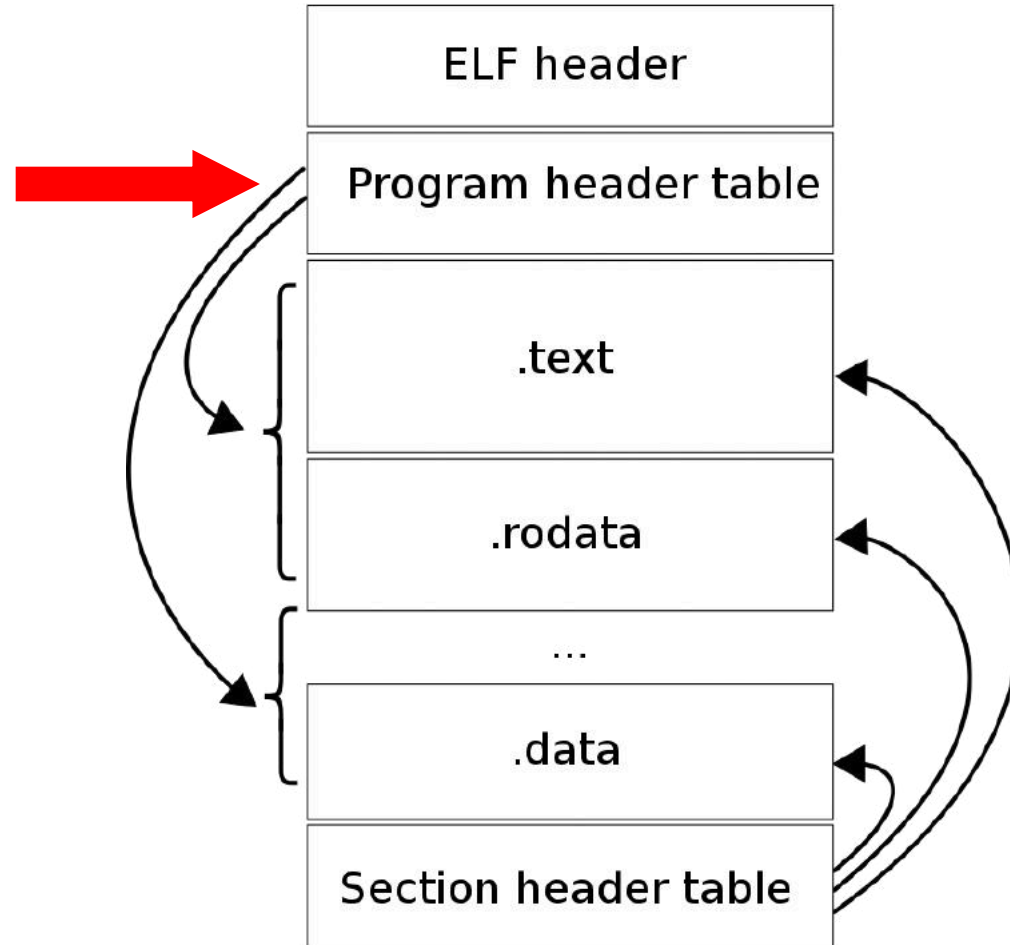 ELF header
Program header table
.text
.rodata
...
.data
Section header table